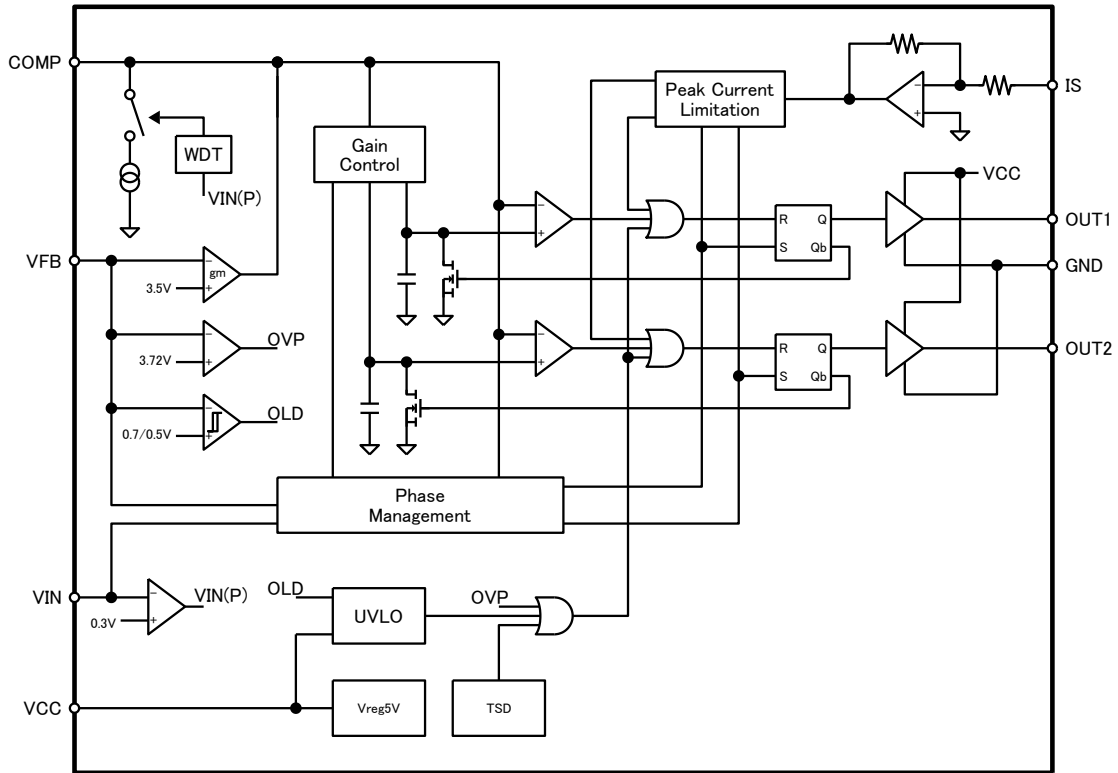 COMP
IS
Peak Current
Limitation
Gain
Control
WDT
VIN(P)
VCC
OUT1
GND
OUT2
VFB
−
gm
+
3.5V
−
+
3.72V
OVP
−
+
0.7/0.5V
OLD
−
+
−
+
−
+
R
Q
S
Qb
R
Q
S
Qb
Phase
Management
VIN
−
+
0.3V
VIN(P)
OLD
UVLO
OVP
VCC
Vreg5V
TSD